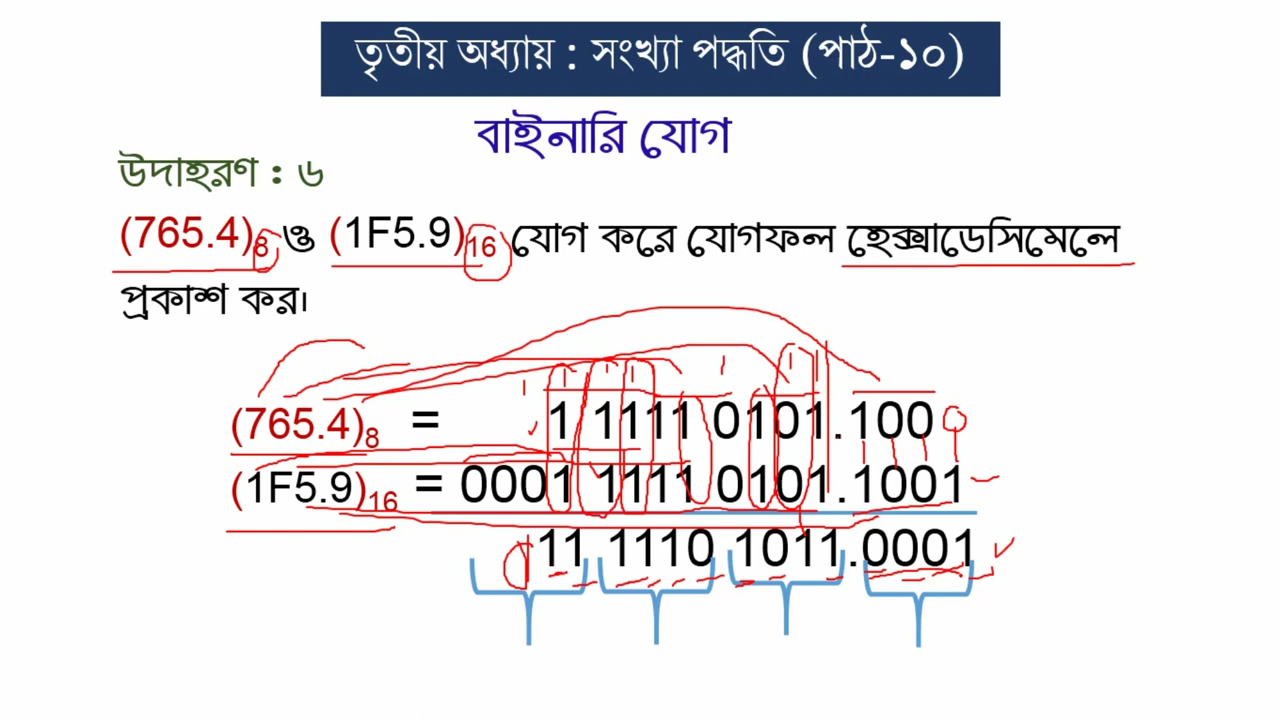 তৃতীয় অধ্যায় : সংখ্যা পদ্ধতি (পাঠ-১০)
বাইনারি যোগ
উদাহরণ : ৬
(765.4)8 ও (1F5.9)16 যোগ করে যোগফল হেক্সাডেসিমেলে
প্রকাশ কর।
(765.4)8 = 1 1111 0101.100
(1F5.9)16 = 0001 1111 0101.1001
11 1110 1011.0001